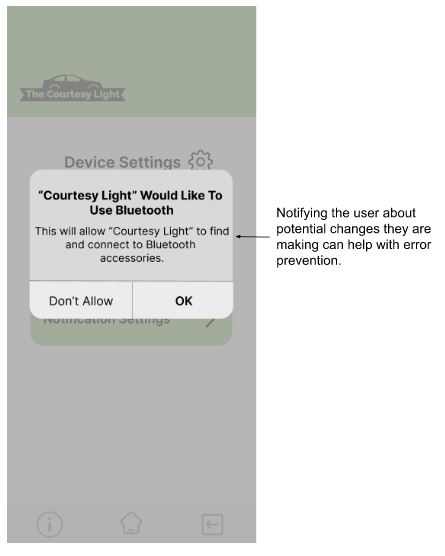 The Courtesy Light
Device Settings
“Courtesy Light” Would Like To
Use Bluetooth
This will allow “Courtesy Light” to find
and connect to Bluetooth
accessories.
Don’t Allow
OK
Notification Settings
Notifying the user about
potential changes they are
making can help with error
prevention.